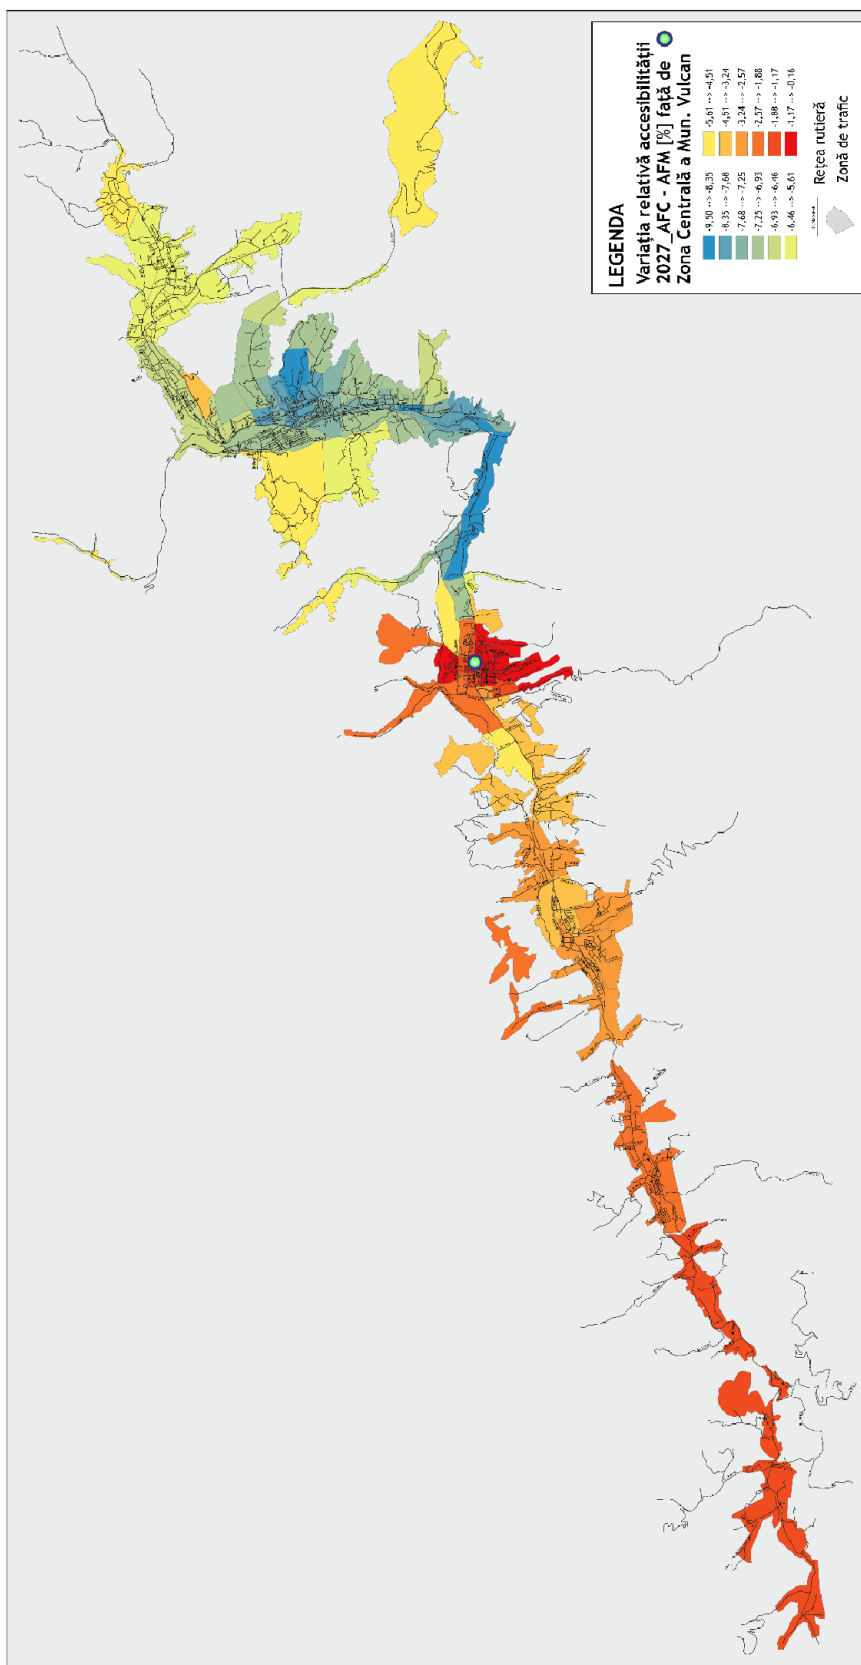 LEGENDA
Variația relativă accesibilității
2027_AFC - AFM [%] față de
Zona Centrală a Mun. Vulcan
-9,50 --> -8,35
-8,35 --> -7,68
-7,68 --> -7,25
-7,25 --> -6,93
-6,93 --> -6,46
-6,46 --> -5,61
-5,61 --> -4,51
-4,51 --> -3,24
-3,24 --> -2,57
-2,57 --> -1,88
-1,88 --> -1,17
-1,17 --> -0,16
Rețea rutieră
Zonă de trafic